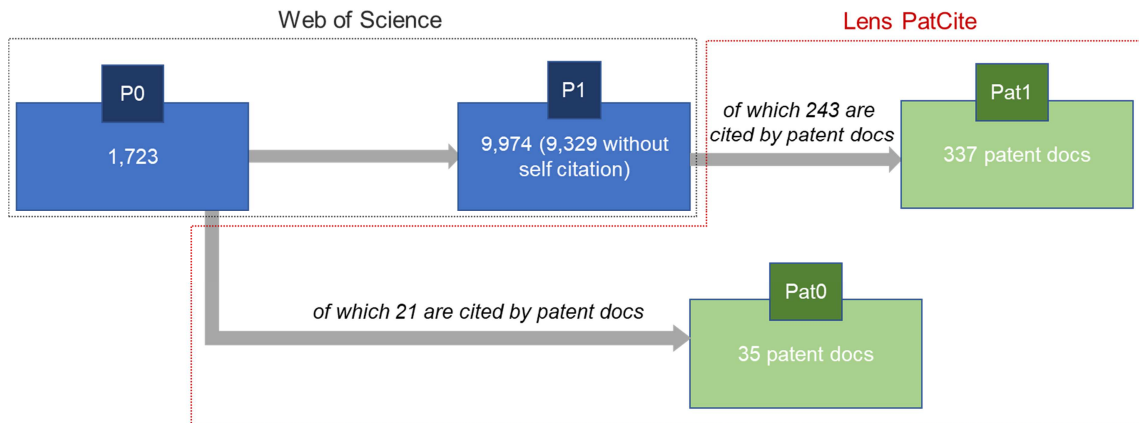 Web of Science
Lens PatCite
P0
1,723
P1
9,974 (9,329 without
self citation)
of which 243 are
cited by patent docs
Pat1
337 patent docs
of which 21 are cited by patent docs
Pat0
35 patent docs